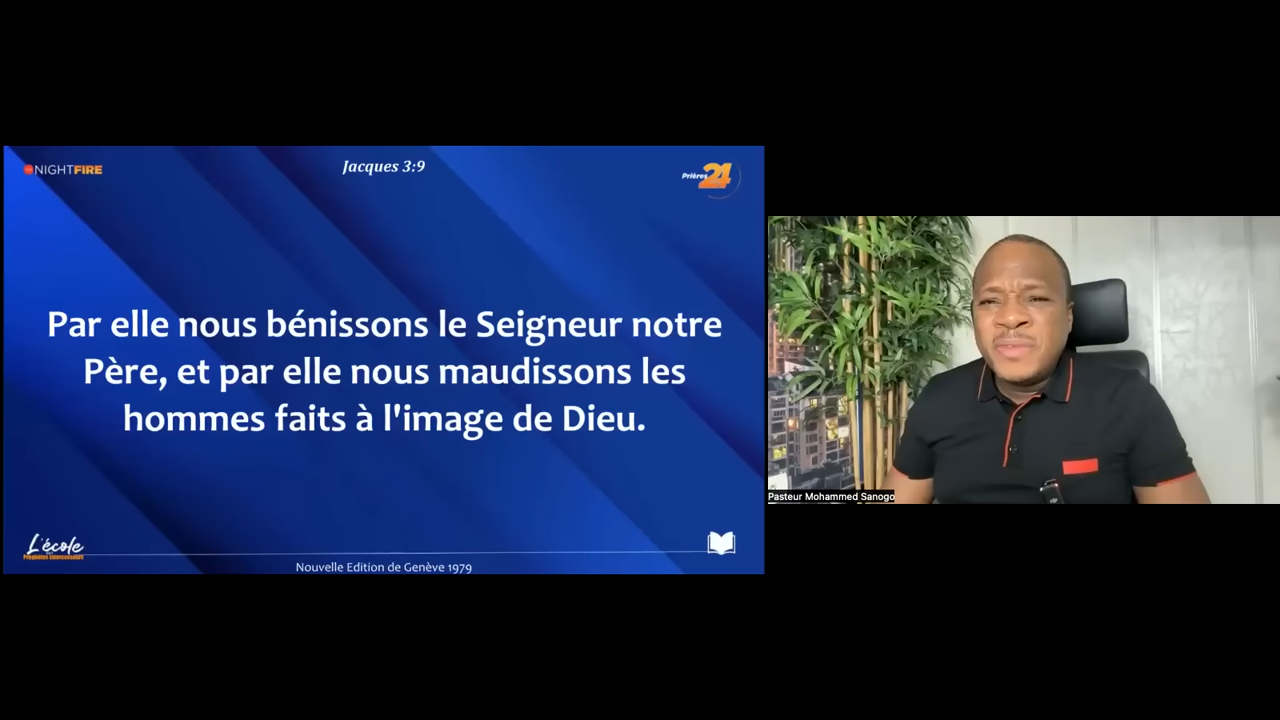 NIGHTFIRE
Jacques 3:9
Prières 24
Par elle nous bénissons le Seigneur notre
Père, et par elle nous maudissons les
hommes faits à l'image de Dieu.
L'école
Nouvelle Edition de Genève 1979
Pasteur Mohammed Sanogo